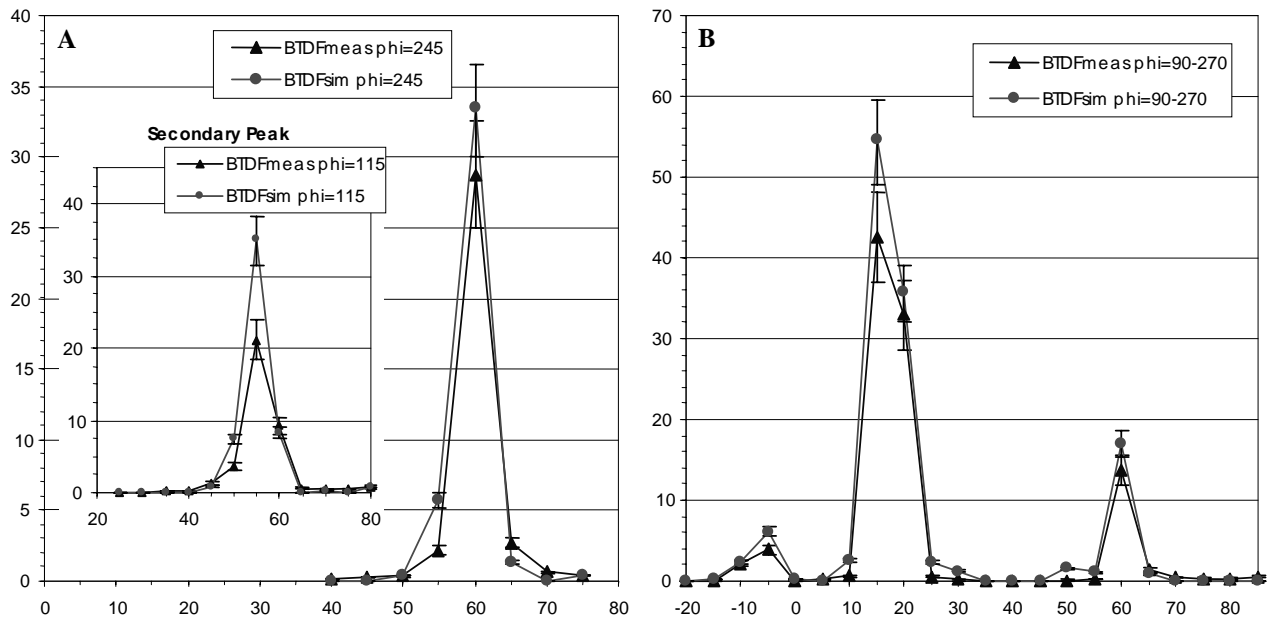 A
BTDFmeas phi=245
BTDFsim phi=245
Secondary Peak
BTDFmeas phi=115
BTDFsim phi=115
40
35
30
25
20
15
10
5
0
40
30
20
10
0
20 40 60 80
0 10 20 30 40 50 60 70 80
B
BTDFmeas phi=90-270
BTDFsim phi=90-270
70
60
50
40
30
20
10
0
-20 -10 0 10 20 30 40 50 60 70 80